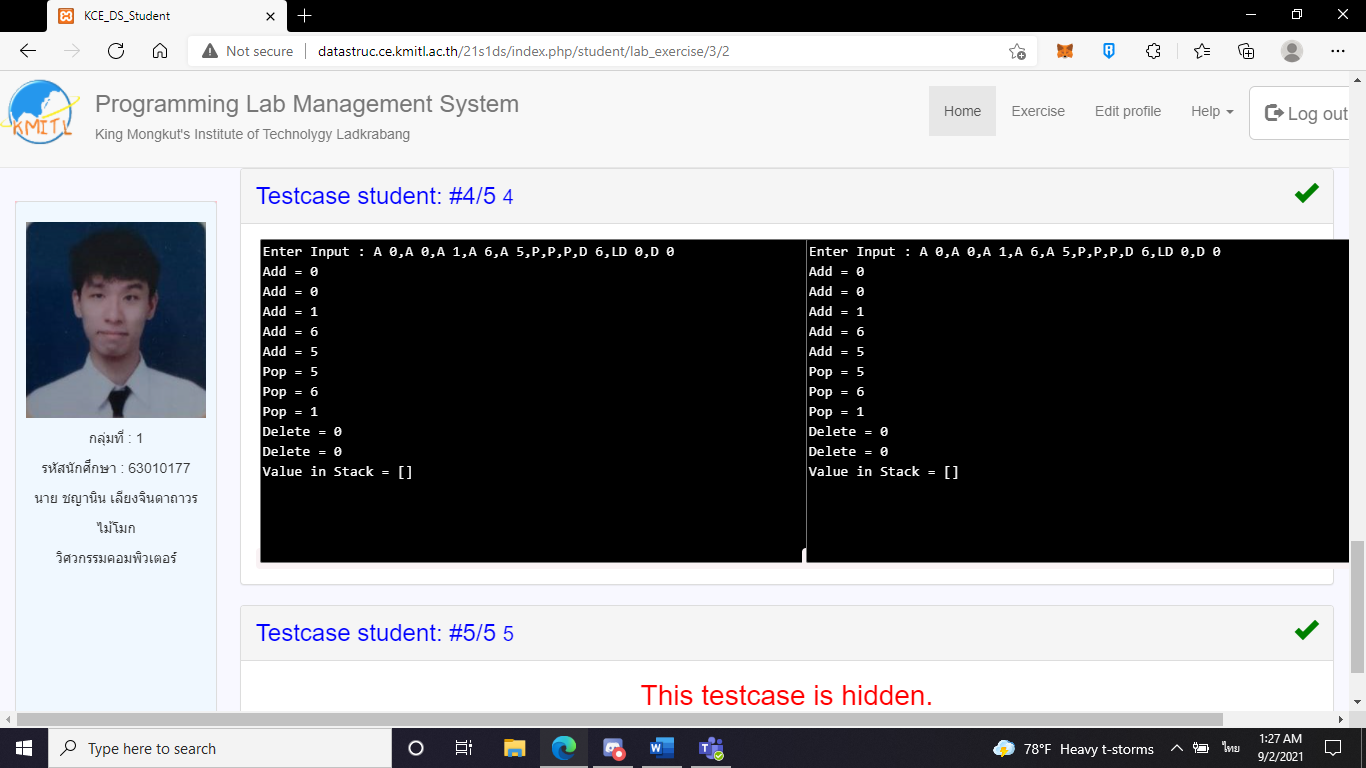 KCE_DS_Student
Not secure
datastruc.ce.kmitl.ac.th/21s1ds/index.php/student/lab_exercise/3/2
KMITL
Programming Lab Management System
King Mongkut's Institute of Technolygy Ladkrabang
Home
Exercise
Edit profile
Help
Log out
กลุ่มที่ : 1
รหัสนักศึกษา : 63010177
นาย ชญานิน เลียงจินดาถาวร
ไม้โมก
วิศวกรรมคอมพิวเตอร์
Testcase student: #4/5 4
Enter Input : A 0,A 0,A 1,A 6,A 5,P,P,P,D 6,LD 0,D 0
Add = 0
Add = 0
Add = 1
Add = 6
Add = 5
Pop = 5
Pop = 6
Pop = 1
Delete = 0
Delete = 0
Value in Stack = []
Enter Input : A 0,A 0,A 1,A 6,A 5,P,P,P,D 6,LD 0,D 0
Add = 0
Add = 0
Add = 1
Add = 6
Add = 5
Pop = 5
Pop = 6
Pop = 1
Delete = 0
Delete = 0
Value in Stack = []
Testcase student: #5/5 5
This testcase is hidden.
Type here to search
78°F Heavy t-storms
ไทย
1:27 AM
9/2/2021